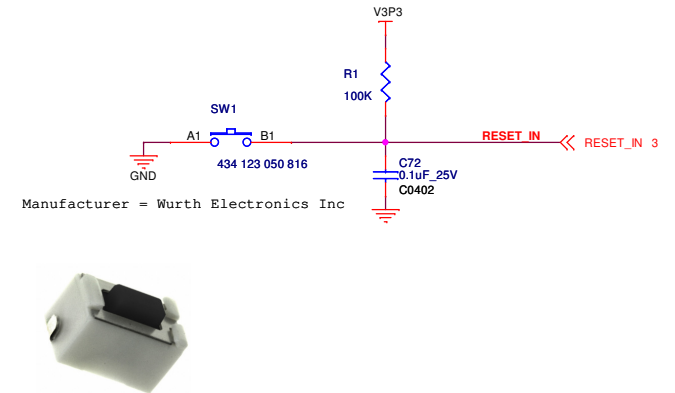 V3P3
R1
100K
SW1
A1
B1
RESET_IN
RESET_IN 3
GND
434 123 050 816
C72
0.1uF_25V
C0402
Manufacturer = Wurth Electronics Inc